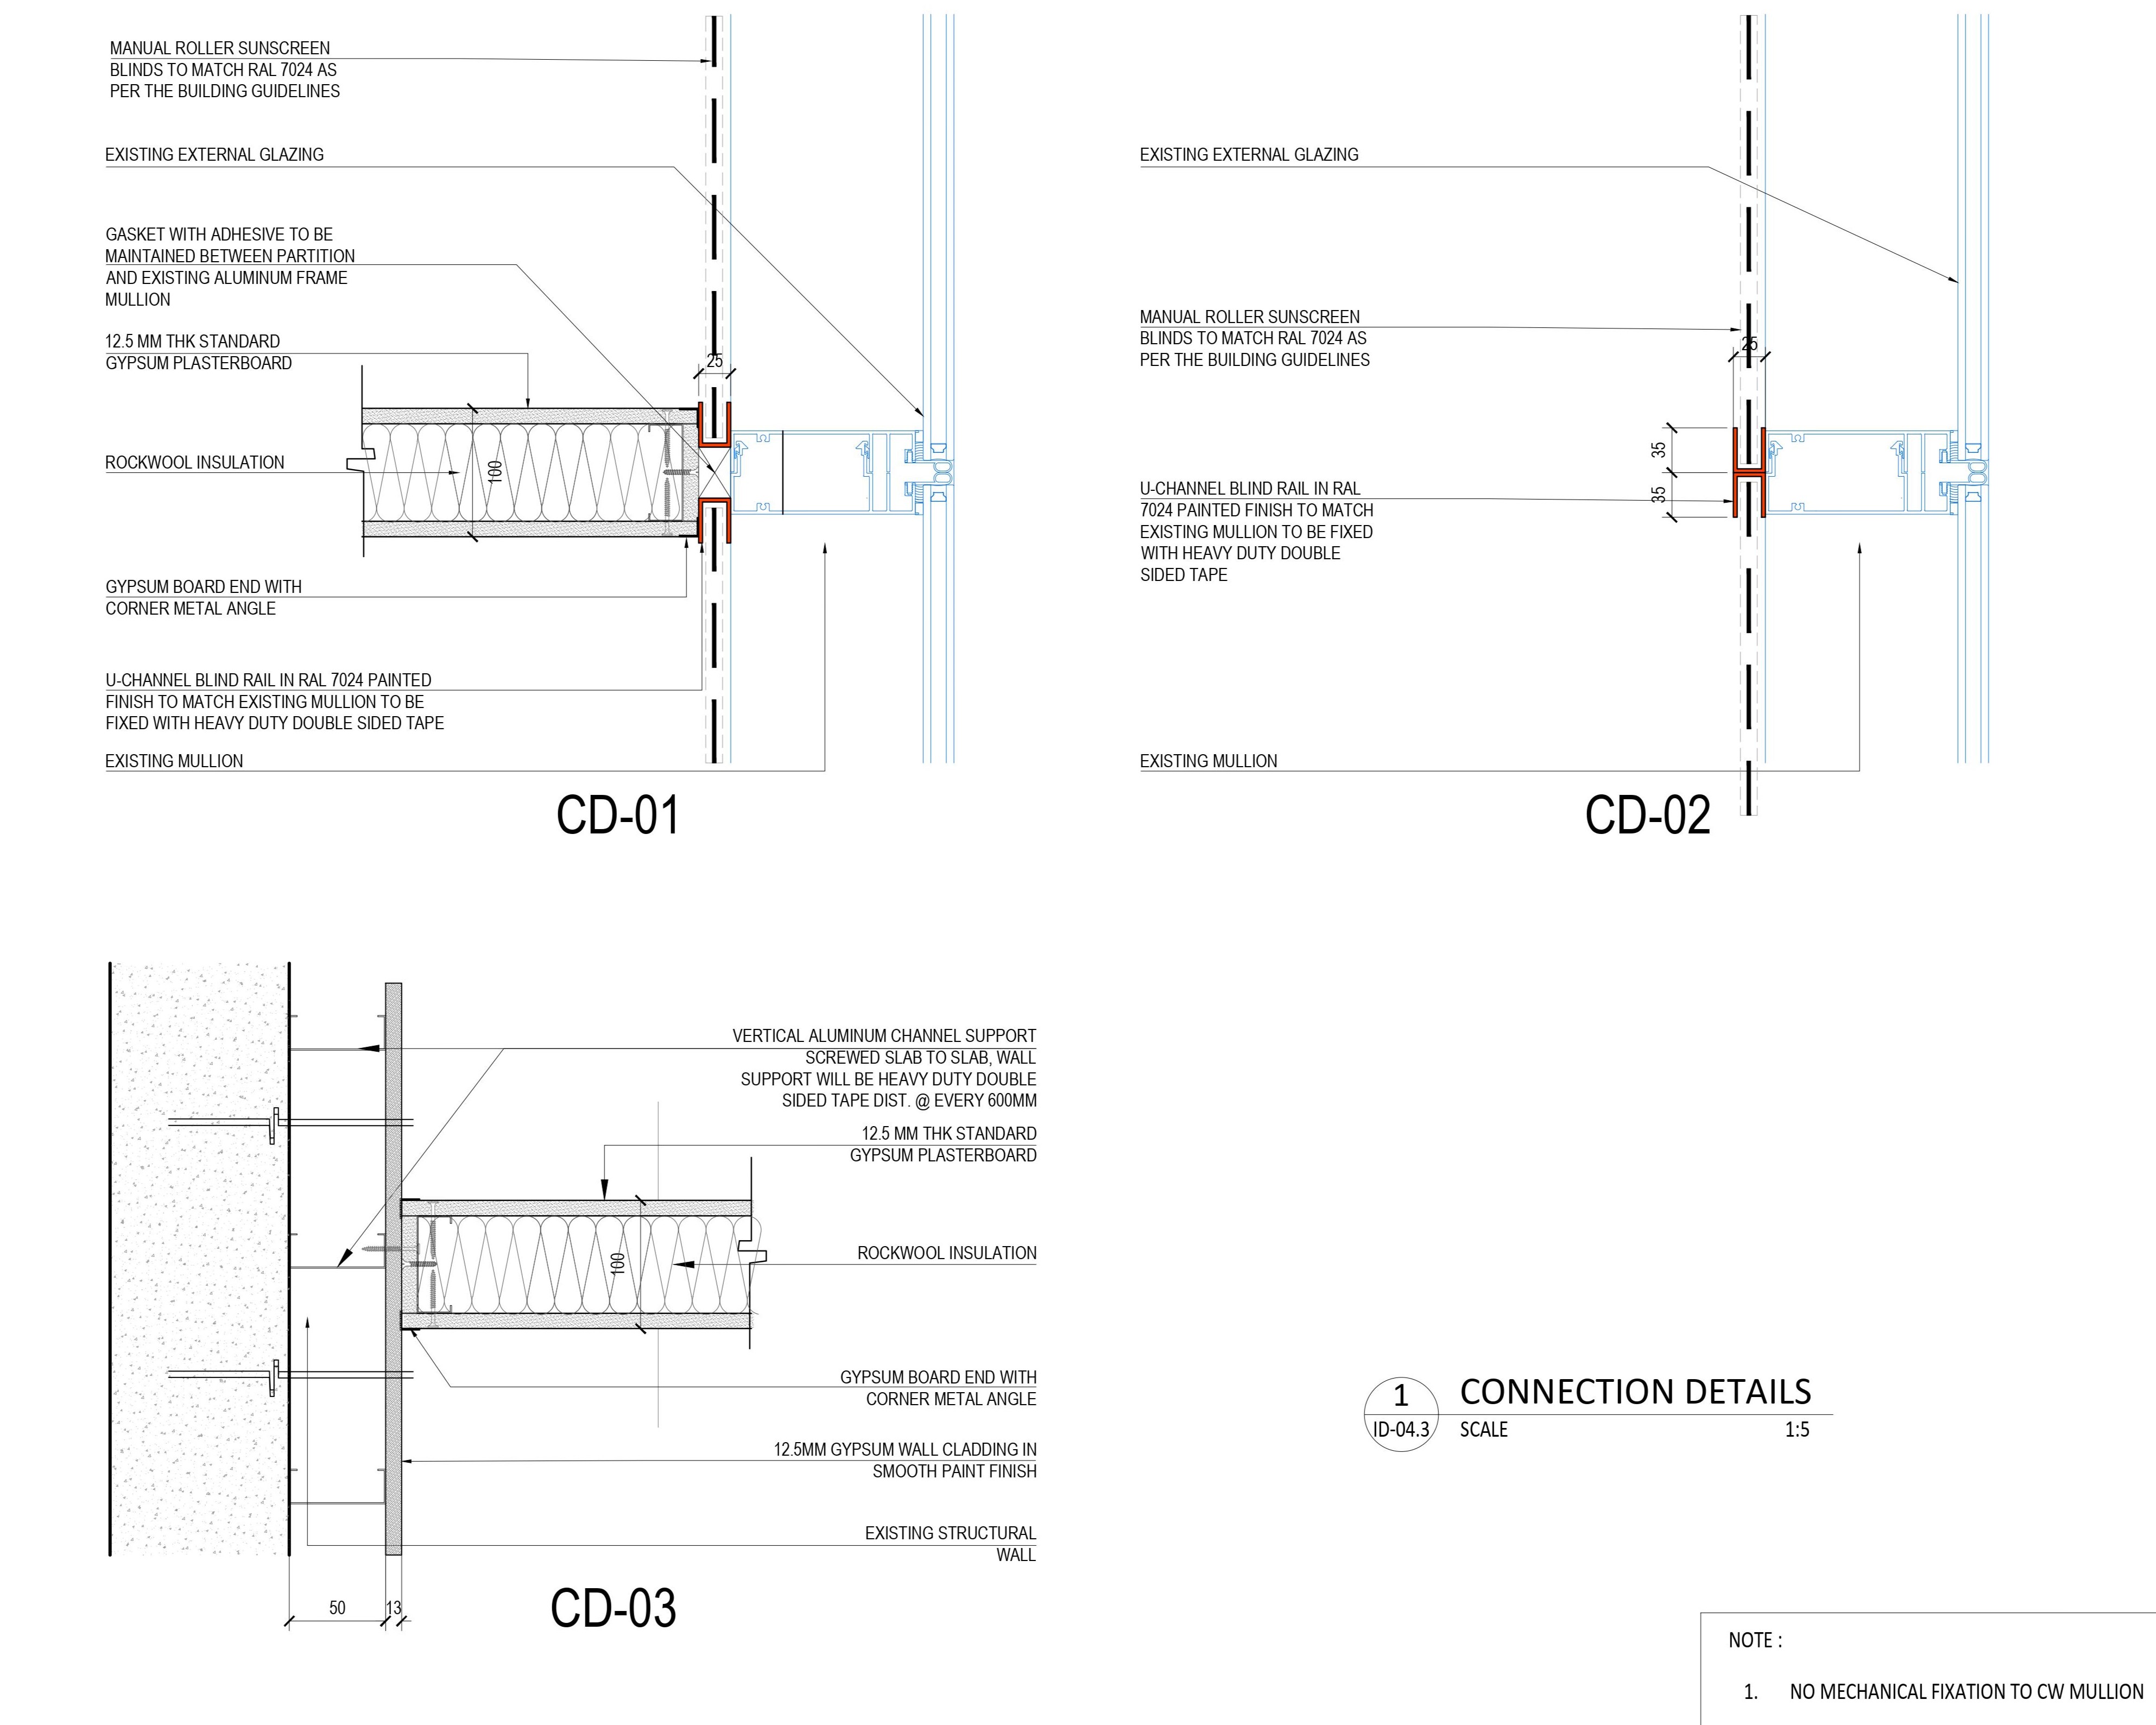 MANUAL ROLLER SUNSCREEN
BLINDS TO MATCH RAL 7024 AS
PER THE BUILDING GUIDELINES
EXISTING EXTERNAL GLAZING
GASKET WITH ADHESIVE TO BE
MAINTAINED BETWEEN PARTITION
AND EXISTING ALUMINUM FRAME
MULLION
12.5 MM THK STANDARD
GYPSUM PLASTERBOARD
25
ROCKWOOL INSULATION
100
GYPSUM BOARD END WITH
CORNER METAL ANGLE
U-CHANNEL BLIND RAIL IN RAL 7024 PAINTED
FINISH TO MATCH EXISTING MULLION TO BE
FIXED WITH HEAVY DUTY DOUBLE SIDED TAPE
EXISTING MULLION
CD-01
EXISTING EXTERNAL GLAZING
MANUAL ROLLER SUNSCREEN
BLINDS TO MATCH RAL 7024 AS
PER THE BUILDING GUIDELINES
25
35
35
U-CHANNEL BLIND RAIL IN RAL
7024 PAINTED FINISH TO MATCH
EXISTING MULLION TO BE FIXED
WITH HEAVY DUTY DOUBLE
SIDED TAPE
EXISTING MULLION
CD-02
VERTICAL ALUMINUM CHANNEL SUPPORT
SCREWED SLAB TO SLAB, WALL
SUPPORT WILL BE HEAVY DUTY DOUBLE
SIDED TAPE DIST. @ EVERY 600MM
12.5 MM THK STANDARD
GYPSUM PLASTERBOARD
ROCKWOOL INSULATION
100
GYPSUM BOARD END WITH
CORNER METAL ANGLE
12.5MM GYPSUM WALL CLADDING IN
SMOOTH PAINT FINISH
EXISTING STRUCTURAL
WALL
50
13
CD-03
1
ID-04.3
CONNECTION DETAILS
SCALE 1:5
NOTE :
1. NO MECHANICAL FIXATION TO CW MULLION